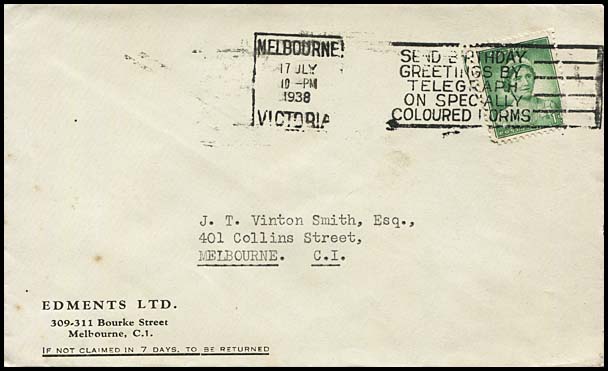 MELBOURNE
17 JLY
10 - PM
1938
VICTORIA
SEND BIRTHDAY
GREETINGS BY
TELEGRAPH
ON SPECIALLY
COLOURED FORMS
J. T. Vinton Smith, Esq.,
401 Collins Street,
MELBOURNE. C.I.
EDMENTS LTD.
309-311 Bourke Street
Melbourne, C.1.
IF NOT CLAIMED IN 7 DAYS, TO BE RETURNED